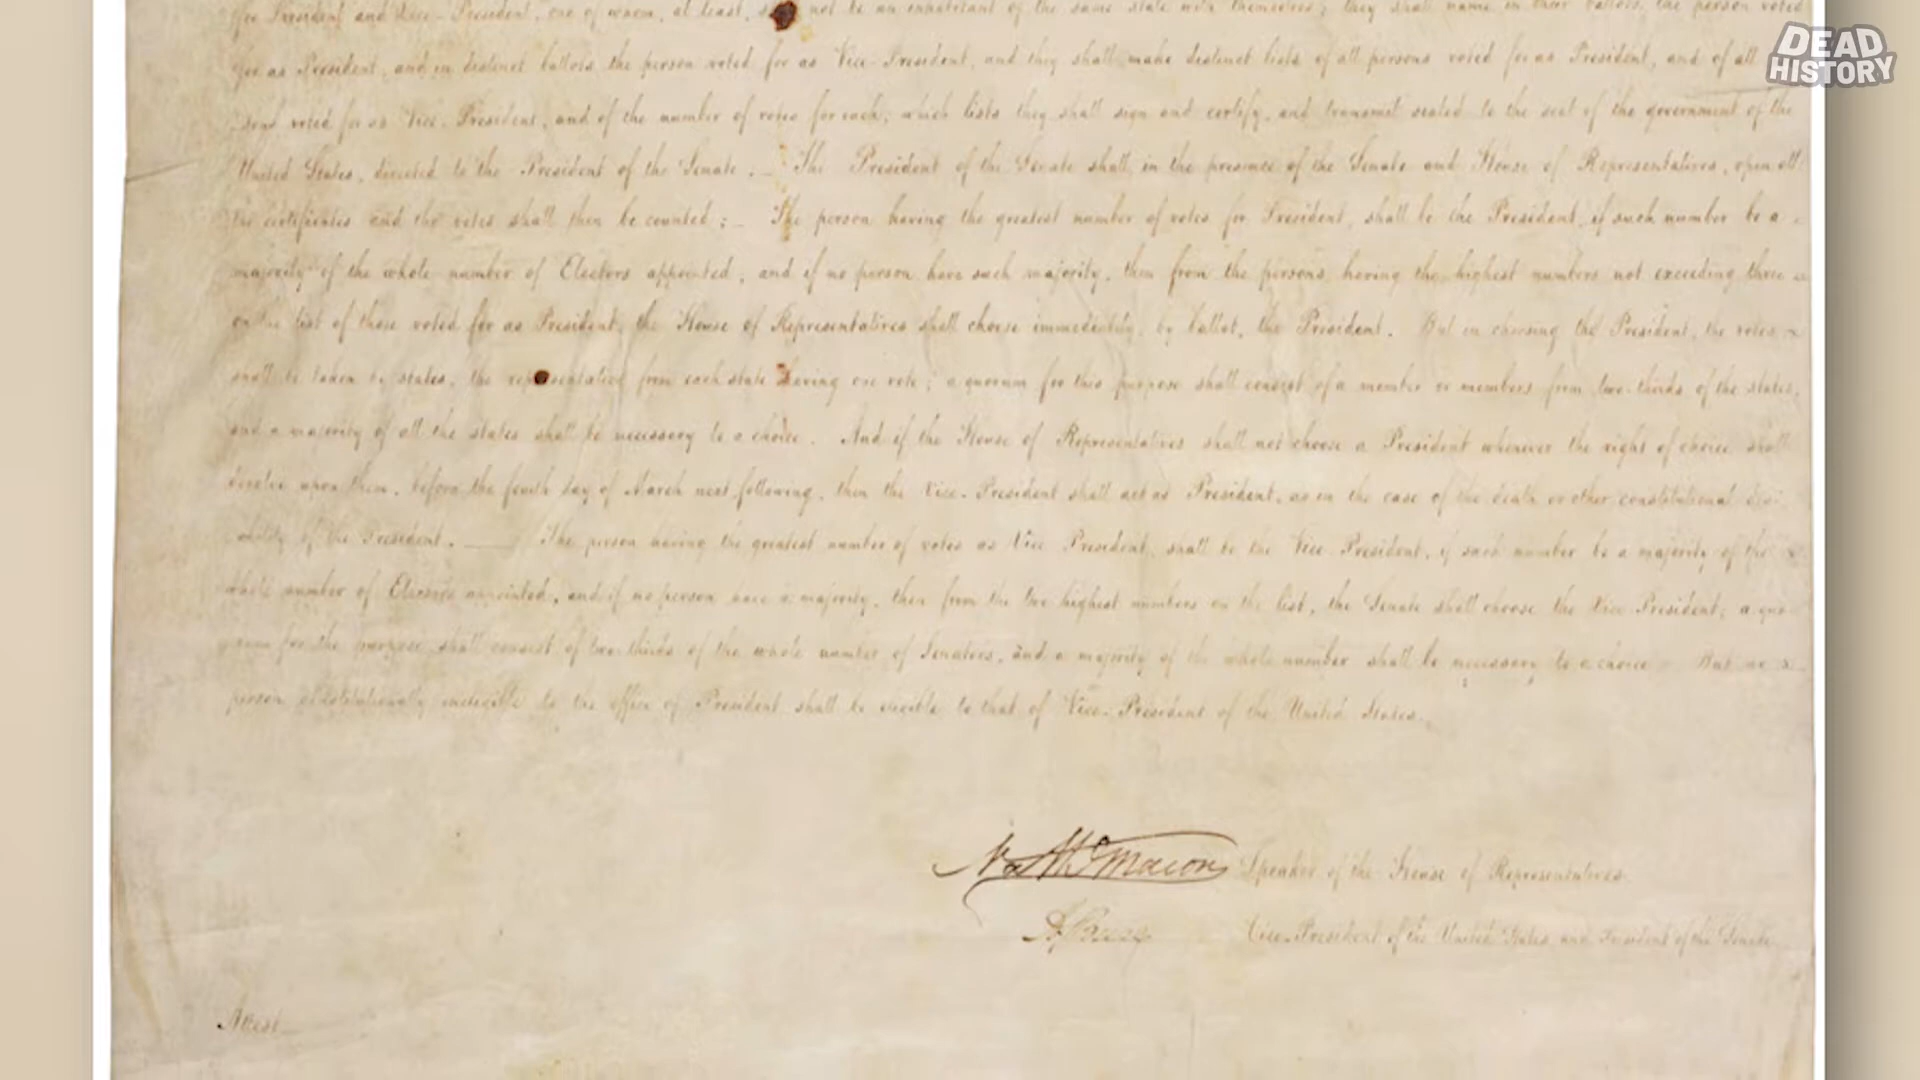 for President and Vice-President, one of whom, at least, not be an inhabitant of the same state with themselves; they shall name in their ballots the person voted
for as President, and in distinct ballots the person voted for as Vice-President, and they shall make distinct lists of all persons voted for as President, and of all
sons voted for as Vice-President, and of the number of votes for each, which lists they shall sign and certify, and transmit sealed to the seat of the government of the
United States, directed to the President of the Senate; _ The President of the Senate shall, in the presence of the Senate and House of Representatives, open all
the certificates and the votes shall then be counted; _ The person having the greatest number of votes for President, shall be the President, if such number be a
majority of the whole number of Electors appointed; and if no person have such majority, then from the persons having the highest numbers not exceeding three
on the list of those voted for as President, the House of Representatives shall choose immediately, by ballot, the President. But in choosing the President, the votes
shall be taken by states, the representation from each state having one vote; a quorum for this purpose shall consist of a member or members from two-thirds of the states,
and a majority of all the states shall be necessary to a choice. And if the House of Representatives shall not choose a President whenever the right of choice shall
devolve upon them, before the fourth day of March next following, then the Vice-President shall act as President, as in the case of the death or other constitutional disa-
bility of the President. ___ The person having the greatest number of votes as Vice President, shall be the Vice President, if such number be a majority of the
whole number of Electors appointed, and if no person have a majority, then from the two highest numbers on the list, the Senate shall choose the Vice-President; a quo-
rum for the purpose shall consist of two-thirds of the whole number of Senators, and a majority of the whole number shall be necessary to a choice. But no
person constitutionally ineligible to the office of President shall be eligible to that of Vice-President of the United States.
Nathl Macon Speaker of the House of Representatives.
A. Burr Vice-President of the United States, and President of the Senate
Attest
DEAD
HISTORY